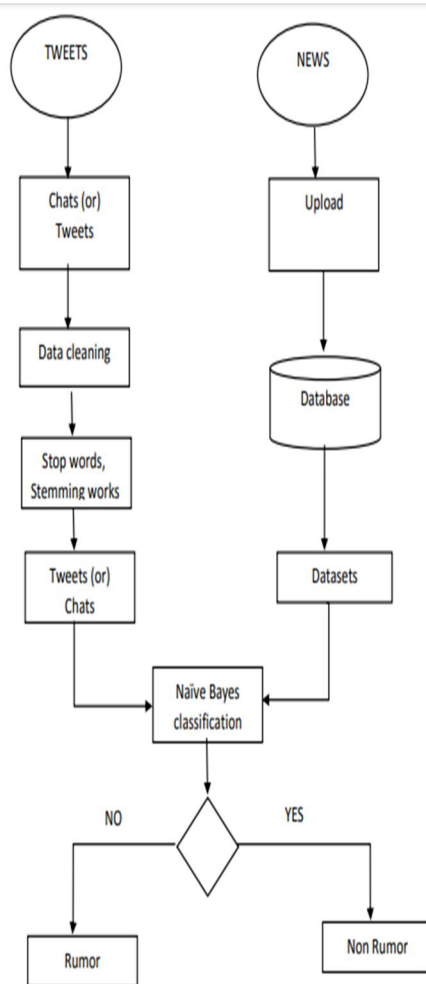 TWEETS
NEWS
Chats (or)
Tweets
Upload
Data cleaning
Database
Stop words,
Stemming works
Tweets (or)
Chats
Datasets
Naïve Bayes
classification
NO
YES
Rumor
Non Rumor